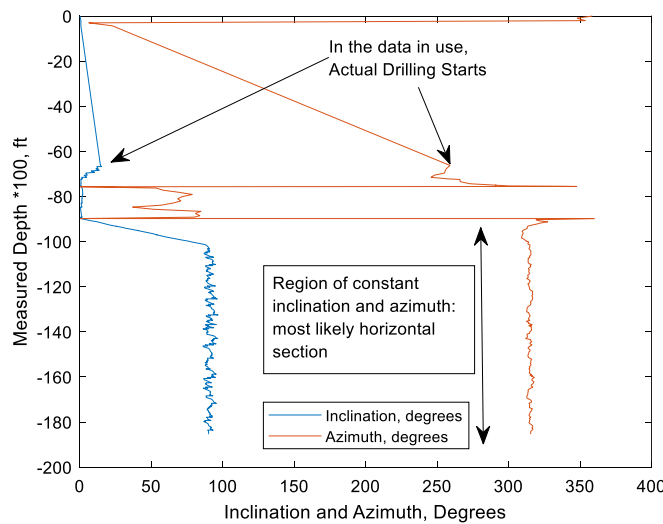 0
-20
-40
-60
-80
-100
-120
-140
-160
-180
-200
Measured Depth *100, ft
In the data in use,
Actual Drilling Starts
Region of constant
inclination and azimuth:
most likely horizontal
section
Inclination, degrees
Azimuth, degrees
0 50 100 150 200 250 300 350 400
Inclination and Azimuth, Degrees